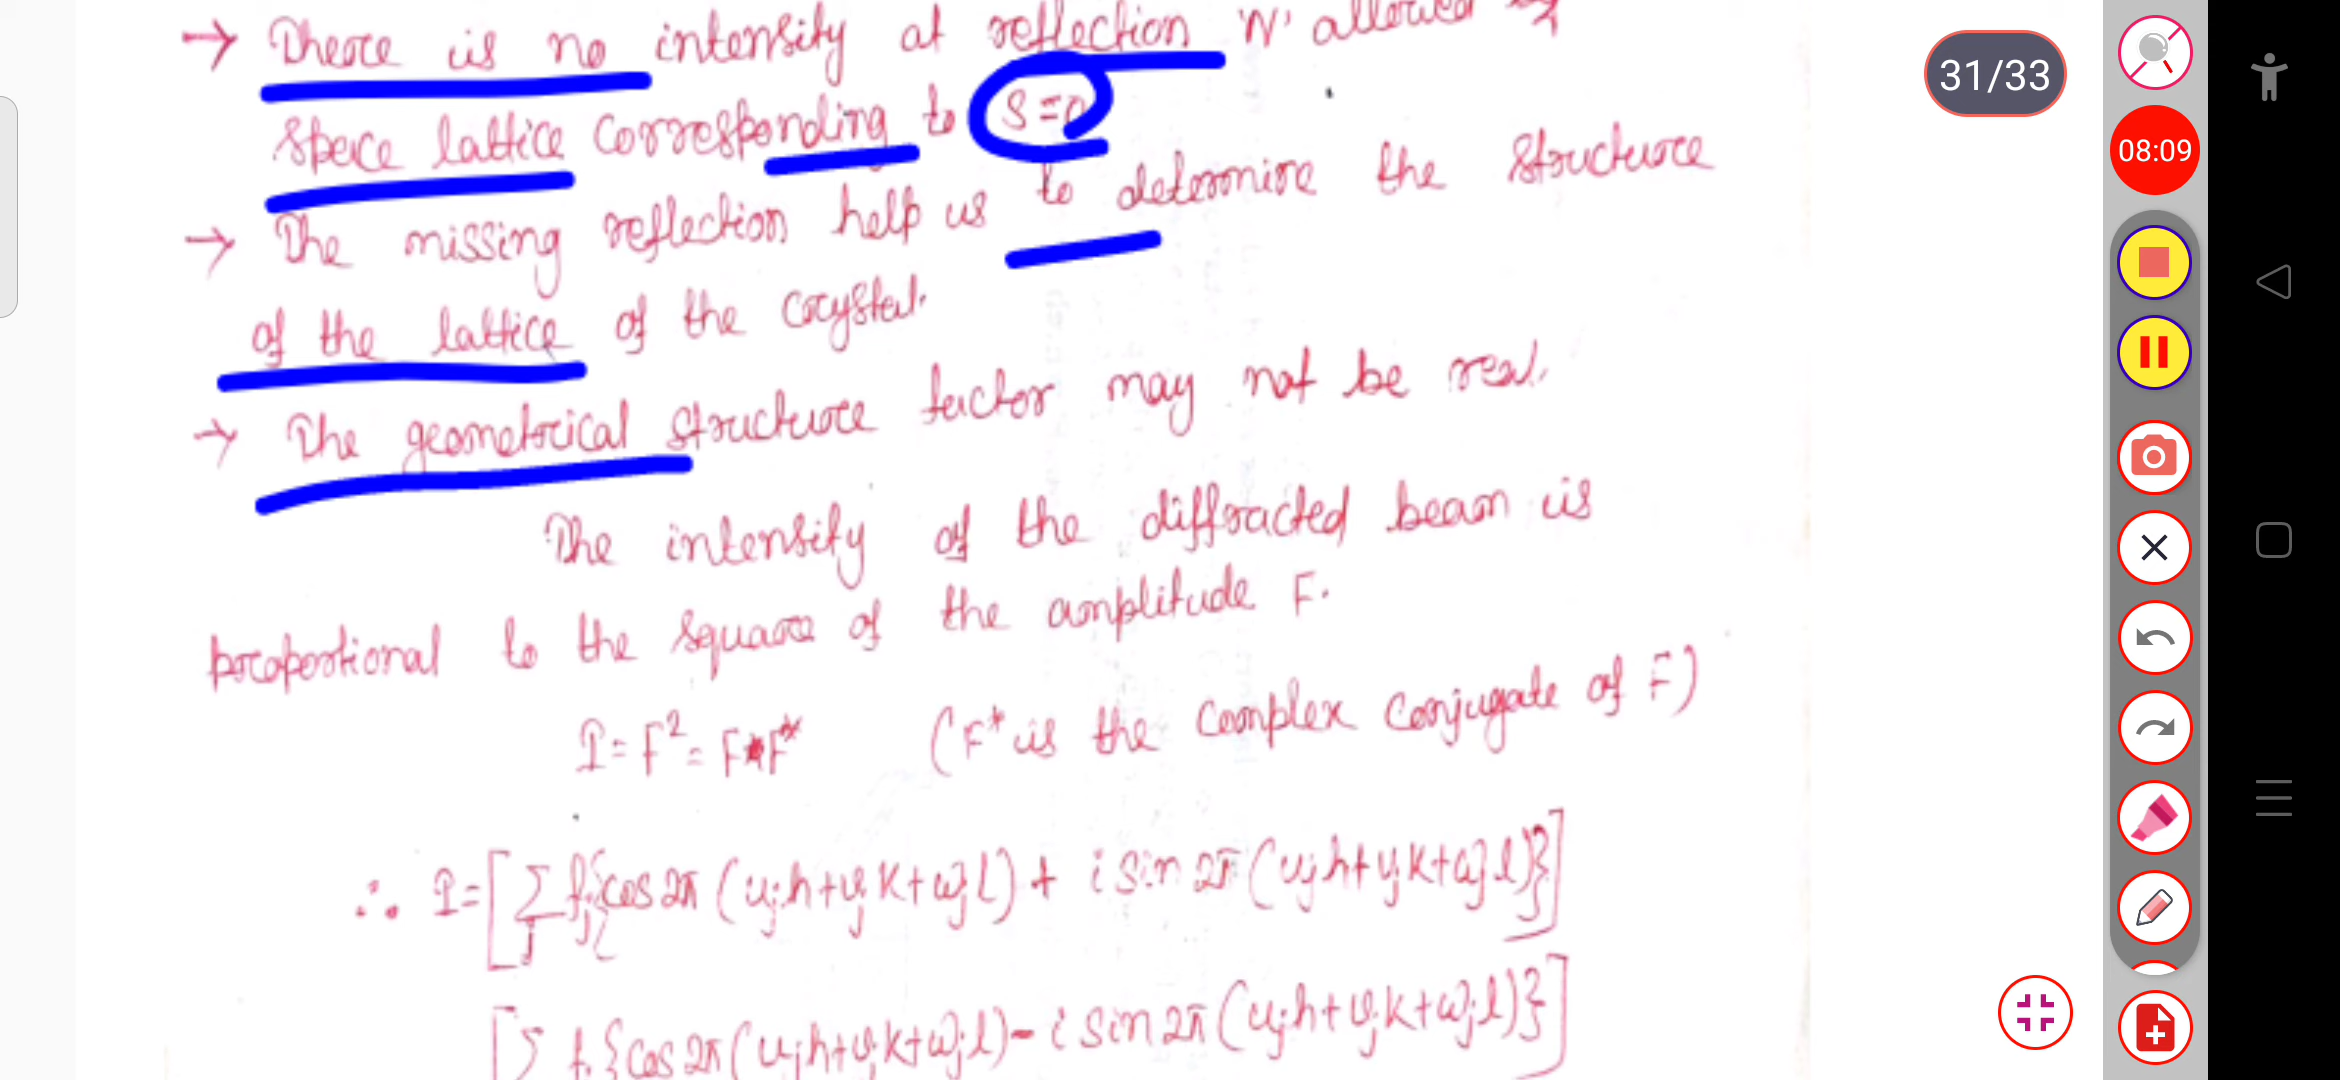 → There is no intensity at reflection 'N' allowed
space lattice corresponding to S=0
→ The missing reflection help us to determine the structure
of the lattice of the crystal.
→ The geometrical structure factor may not be real.
The intensity of the diffracted beam is
proportional to the square of the amplitude F.
I = F² = F*F* (F* is the complex conjugate of F)
∴ I = [∑j fj{cos 2π (ujh+vjk+wjl) + i sin 2π (ujh+vjk+wjl)}]
[∑ fj{cos 2π (ujh+vjk+wjl) - i sin 2π (ujh+vjk+wjl)}]
31/33
08:09